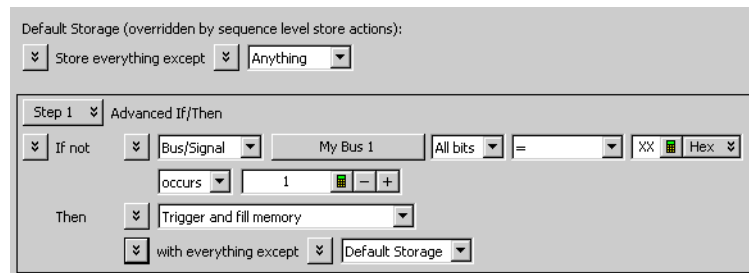 Default Storage (overridden by sequence level store actions):
Store everything except Anything
Step 1 Advanced If/Then
If not Bus/Signal My Bus 1 All bits = XX Hex
occurs 1 − +
Then Trigger and fill memory
with everything except Default Storage